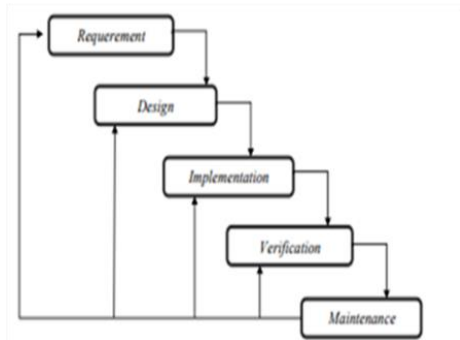 Requerement
Design
Implementation
Verification
Maintenance